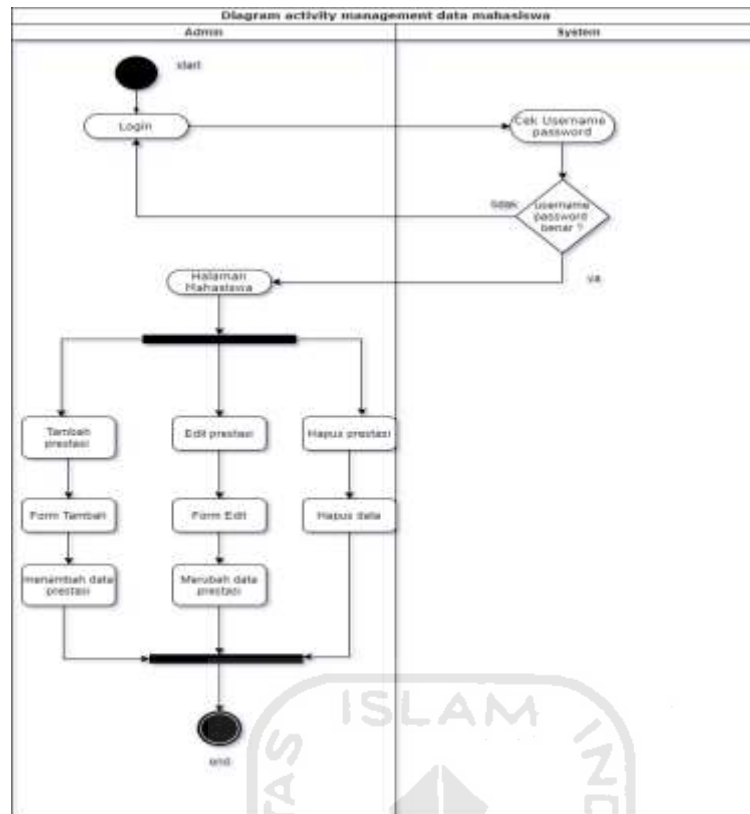 Diagram activity management data mahasiswa
Admin
System
start
Login
Cek Username
password
tidak
Username
password
benar ?
ya
Halaman
Mahasiswa
Tambah
prestasi
Edit prestasi
Hapus prestasi
Form Tambah
Form Edit
Hapus data
menambah data
prestasi
Merubah data
prestasi
end
ISLAM
TAS
IND